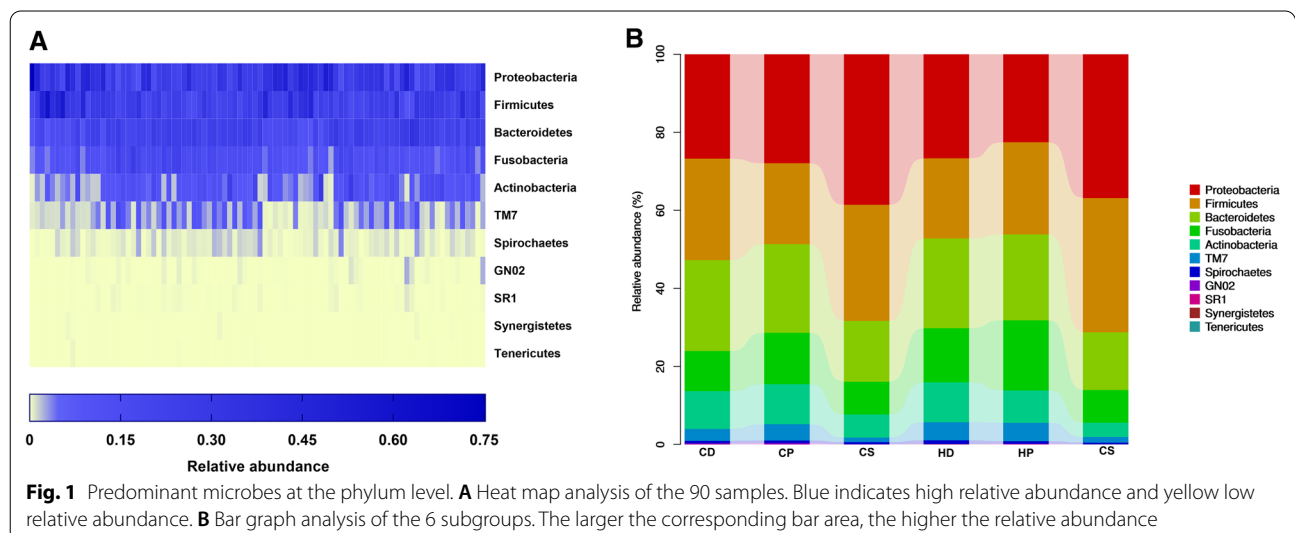 A
Proteobacteria
Firmicutes
Bacteroidetes
Fusobacteria
Actinobacteria
TM7
Spirochaetes
GN02
SR1
Synergistetes
Tenericutes
0 0.15 0.30 0.45 0.60 0.75
Relative abundance
B
Relative abundance (%)
100
80
60
40
20
0
CD CP CS HD HP CS
Proteobacteria
Firmicutes
Bacteroidetes
Fusobacteria
Actinobacteria
TM7
Spirochaetes
GN02
SR1
Synergistetes
Tenericutes
Fig. 1 Predominant microbes at the phylum level. A Heat map analysis of the 90 samples. Blue indicates high relative abundance and yellow low
relative abundance. B Bar graph analysis of the 6 subgroups. The larger the corresponding bar area, the higher the relative abundance